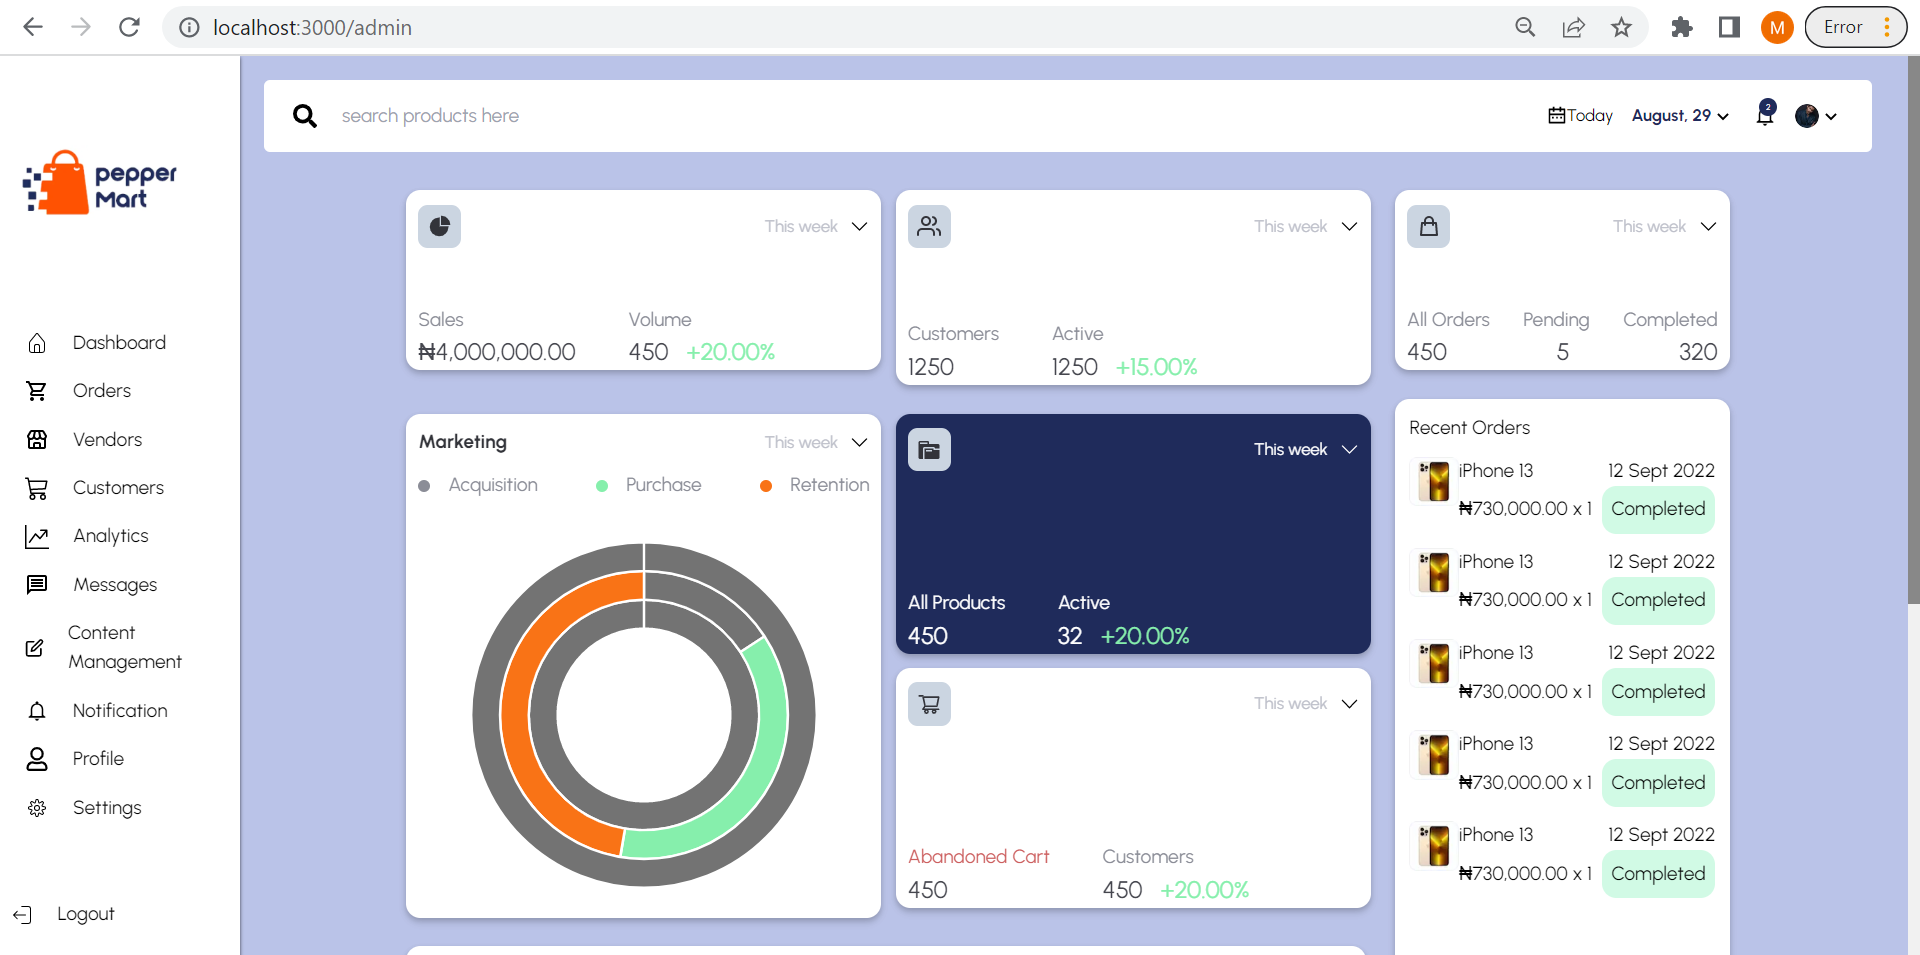 localhost:3000/admin
M
Error
search products here
Today
August, 29
2
pepper
Mart
Dashboard
Orders
Vendors
Customers
Analytics
Messages
Content
Management
Notification
Profile
Settings
Logout
This week
Sales
Volume
₦4,000,000.00
450 +20.00%
This week
Customers
Active
1250
1250 +15.00%
This week
All Orders
Pending
Completed
450
5
320
Marketing
This week
Acquisition
Purchase
Retention
This week
All Products
Active
450
32 +20.00%
This week
Abandoned Cart
Customers
450
450 +20.00%
Recent Orders
iPhone 13
12 Sept 2022
₦730,000.00 x 1
Completed
iPhone 13
12 Sept 2022
₦730,000.00 x 1
Completed
iPhone 13
12 Sept 2022
₦730,000.00 x 1
Completed
iPhone 13
12 Sept 2022
₦730,000.00 x 1
Completed
iPhone 13
12 Sept 2022
₦730,000.00 x 1
Completed